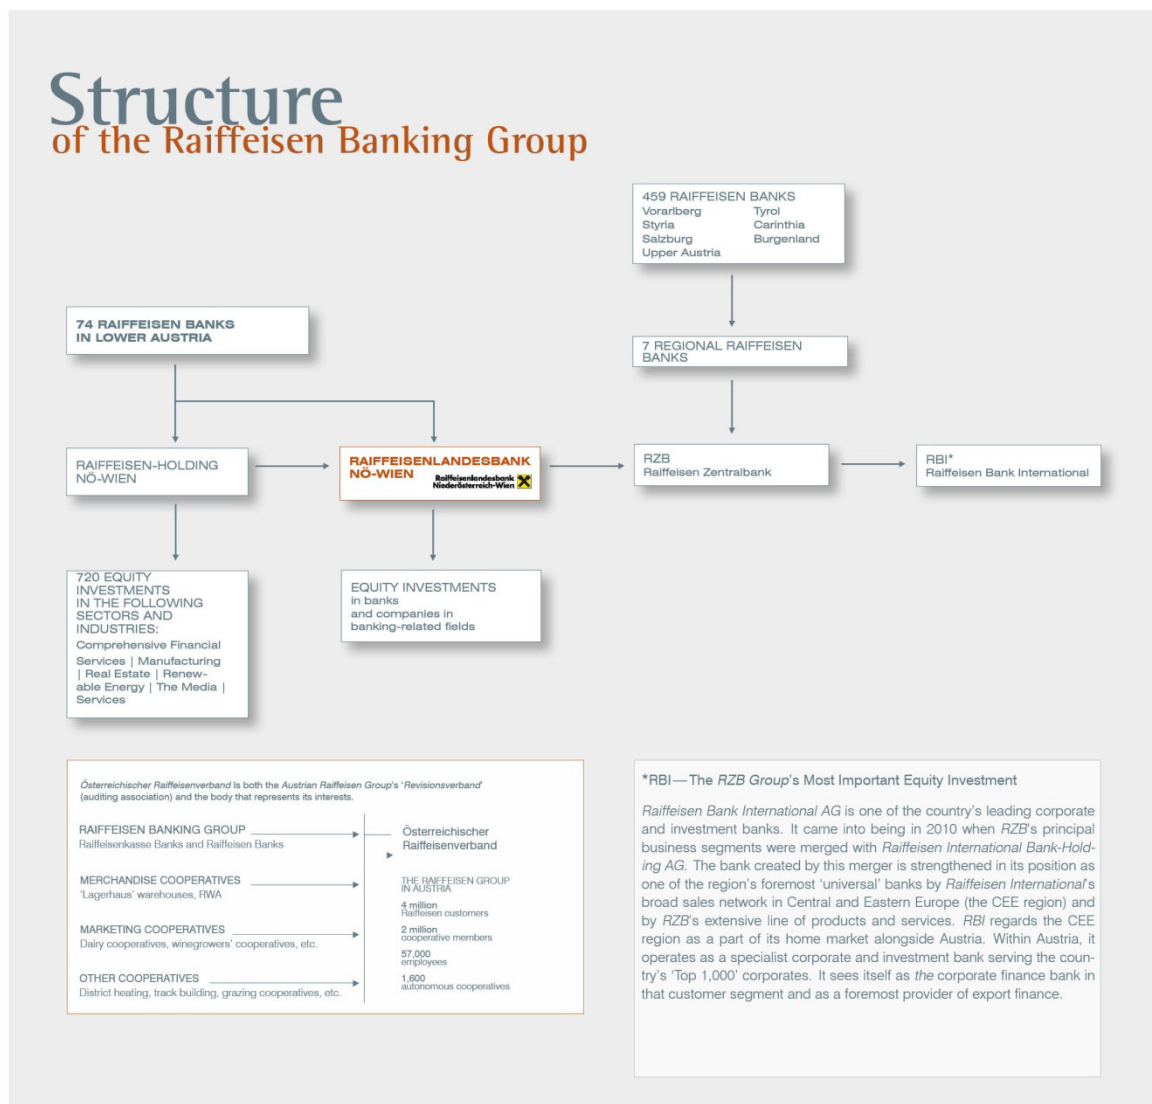 Structure
of the Raiffeisen Banking Group
459 RAIFFEISEN BANKS
Vorarlberg Tyrol
Styria Carinthia
Salzburg Burgenland
Upper Austria
74 RAIFFEISEN BANKS
IN LOWER AUSTRIA
7 REGIONAL RAIFFEISEN
BANKS
RAIFFEISEN-HOLDING
NÖ-WIEN
RAIFFEISENLANDESBANK
NÖ-WIEN
Raiffeisenlandesbank
Niederösterreich-Wien
RZB
Raiffeisen Zentralbank
RBI*
Raiffeisen Bank International
720 EQUITY
INVESTMENTS
IN THE FOLLOWING
SECTORS AND
INDUSTRIES:
Comprehensive Financial
Services | Manufacturing
| Real Estate | Renew-
able Energy | The Media |
Services
EQUITY INVESTMENTS
in banks
and companies in
banking-related fields
Österreichischer Raiffeisenverband is both the Austrian Raiffeisen Group's 'Revisionsverband'
(auditing association) and the body that represents its interests.
RAIFFEISEN BANKING GROUP
Raiffeisenkasse Banks and Raiffeisen Banks
MERCHANDISE COOPERATIVES
'Lagerhaus' warehouses, RWA
MARKETING COOPERATIVES
Dairy cooperatives, winegrowers' cooperatives, etc.
OTHER COOPERATIVES
District heating, track building, grazing cooperatives, etc.
Österreichischer
Raiffeisenverband
THE RAIFFEISEN GROUP
IN AUSTRIA
4 million
Raiffeisen customers
2 million
cooperative members
57,000
employees
1,600
autonomous cooperatives
*RBI—The RZB Group's Most Important Equity Investment
Raiffeisen Bank International AG is one of the country's leading corporate
and investment banks. It came into being in 2010 when RZB's principal
business segments were merged with Raiffeisen International Bank-Hold-
ing AG. The bank created by this merger is strengthened in its position as
one of the region's foremost 'universal' banks by Raiffeisen International's
broad sales network in Central and Eastern Europe (the CEE region) and
by RZB's extensive line of products and services. RBI regards the CEE
region as a part of its home market alongside Austria. Within Austria, it
operates as a specialist corporate and investment bank serving the coun-
try's 'Top 1,000' corporates. It sees itself as the corporate finance bank in
that customer segment and as a foremost provider of export finance.